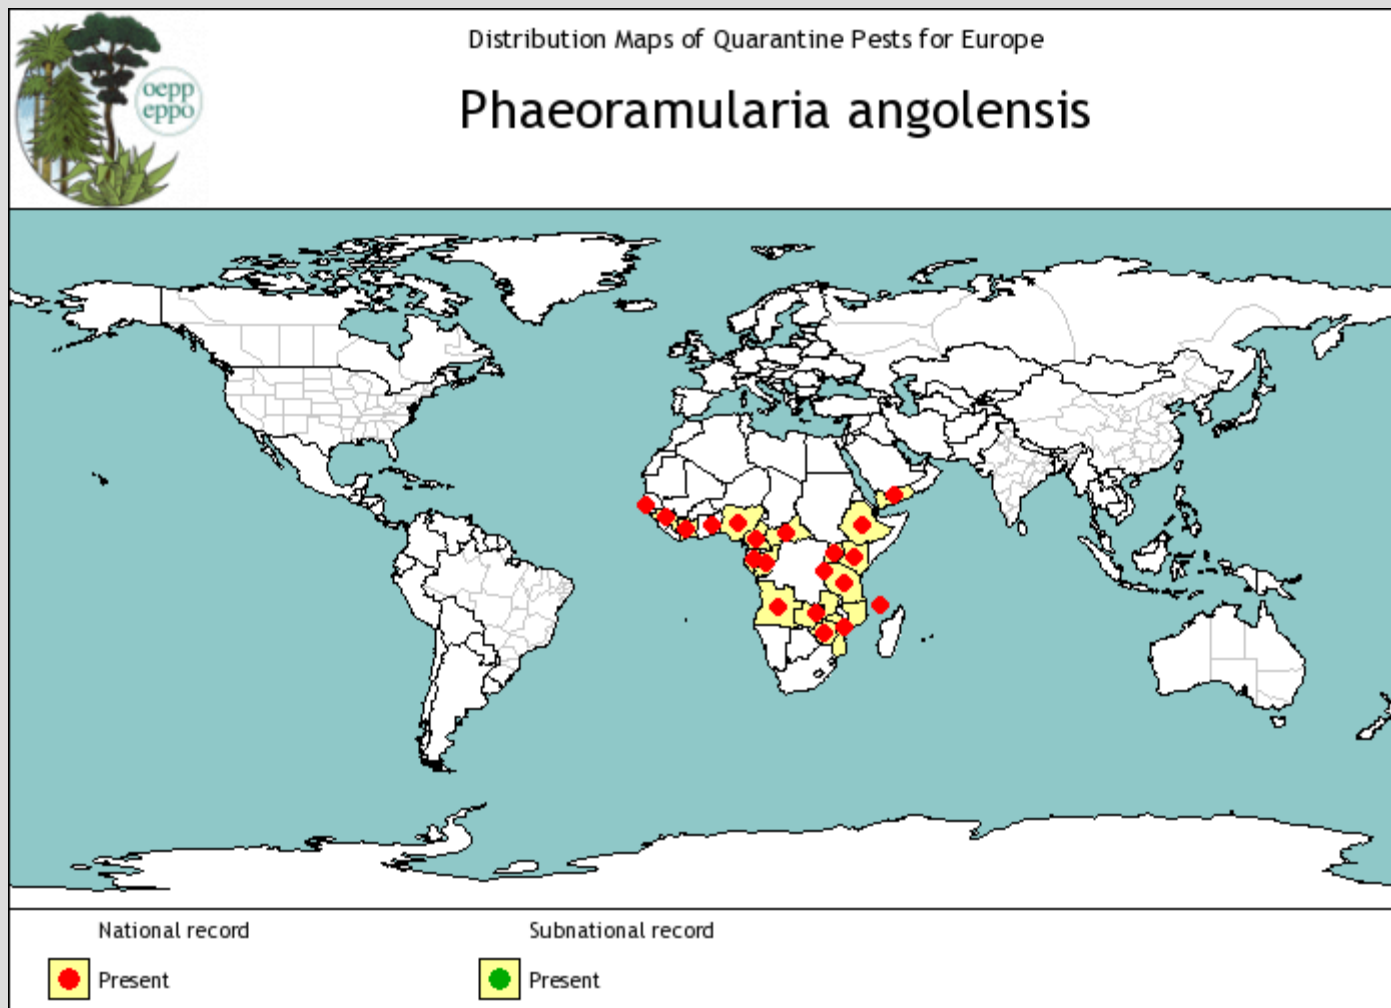 oepp
eppo
Distribution Maps of Quarantine Pests for Europe
Phaeoramularia angolensis
National record
Subnational record
Present
Present